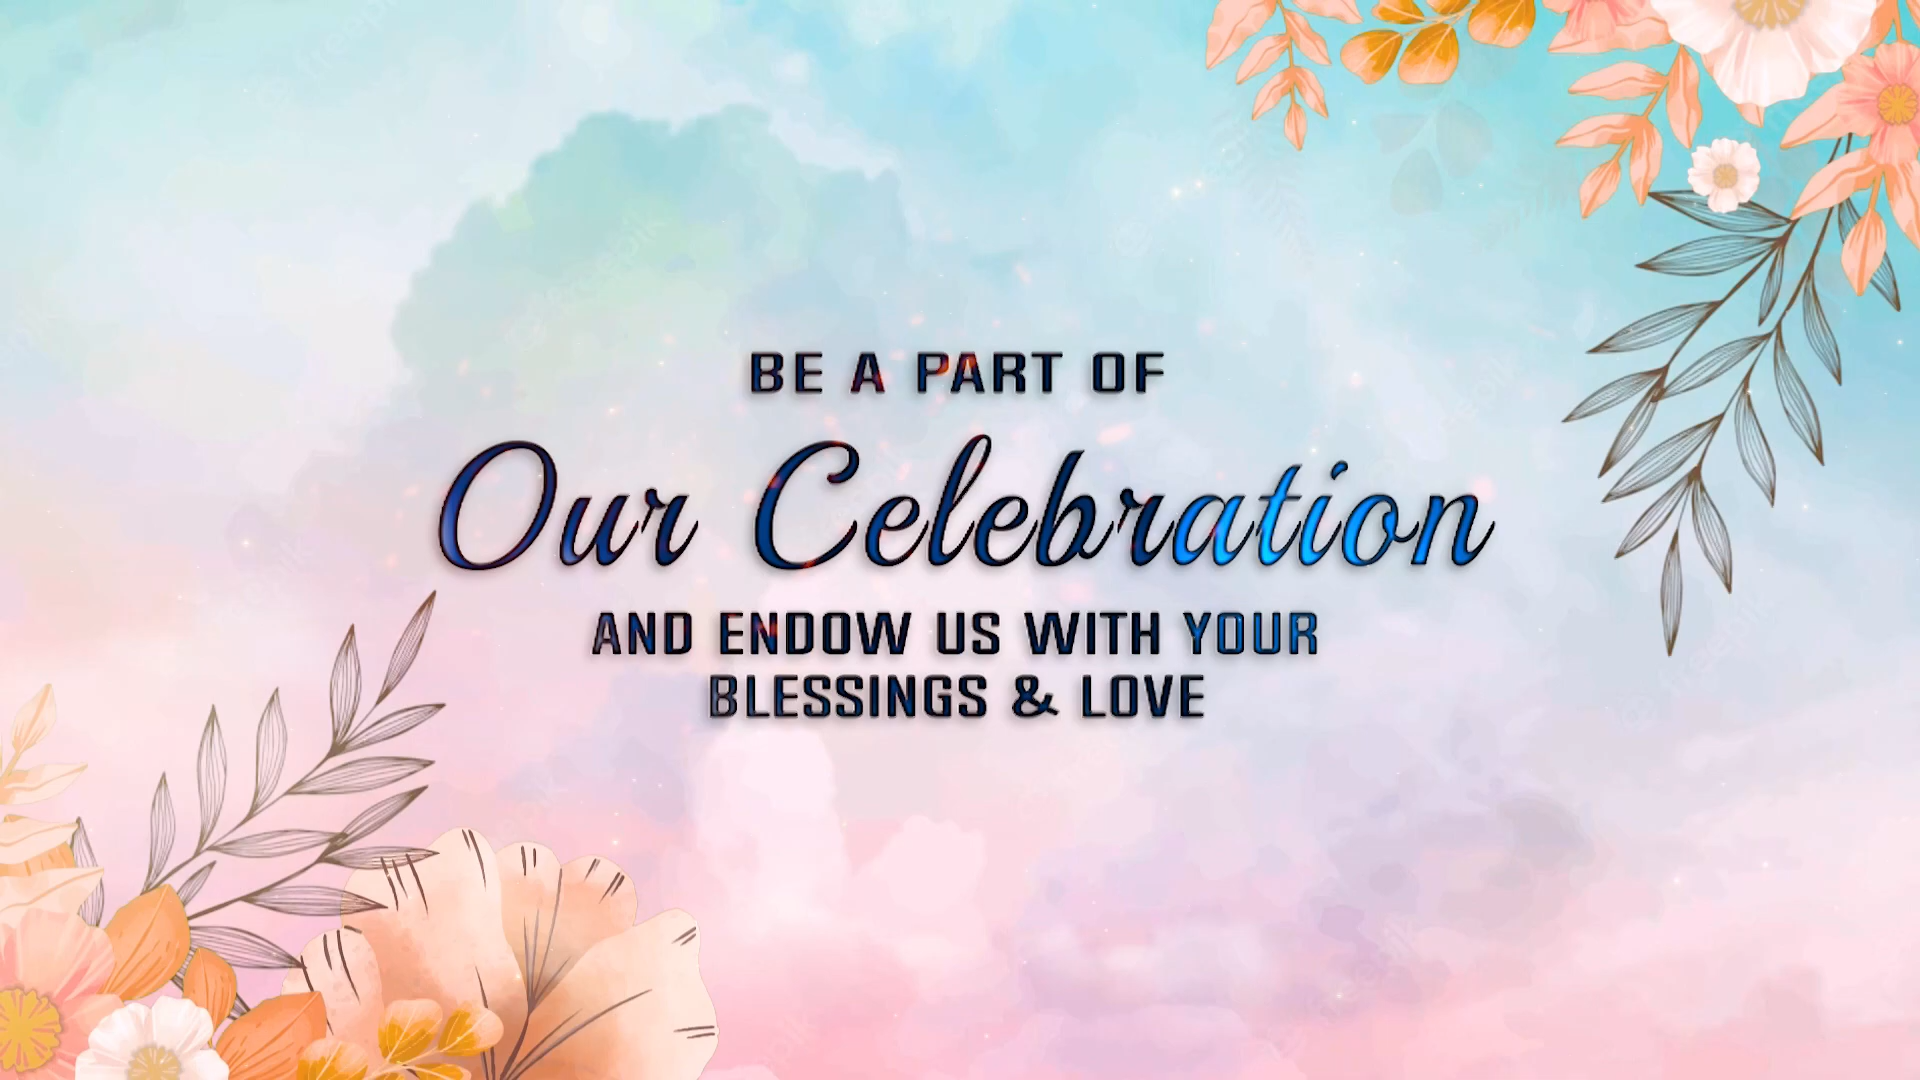 BE A PART OF
Our Celebration
AND ENDOW US WITH YOUR
BLESSINGS & LOVE